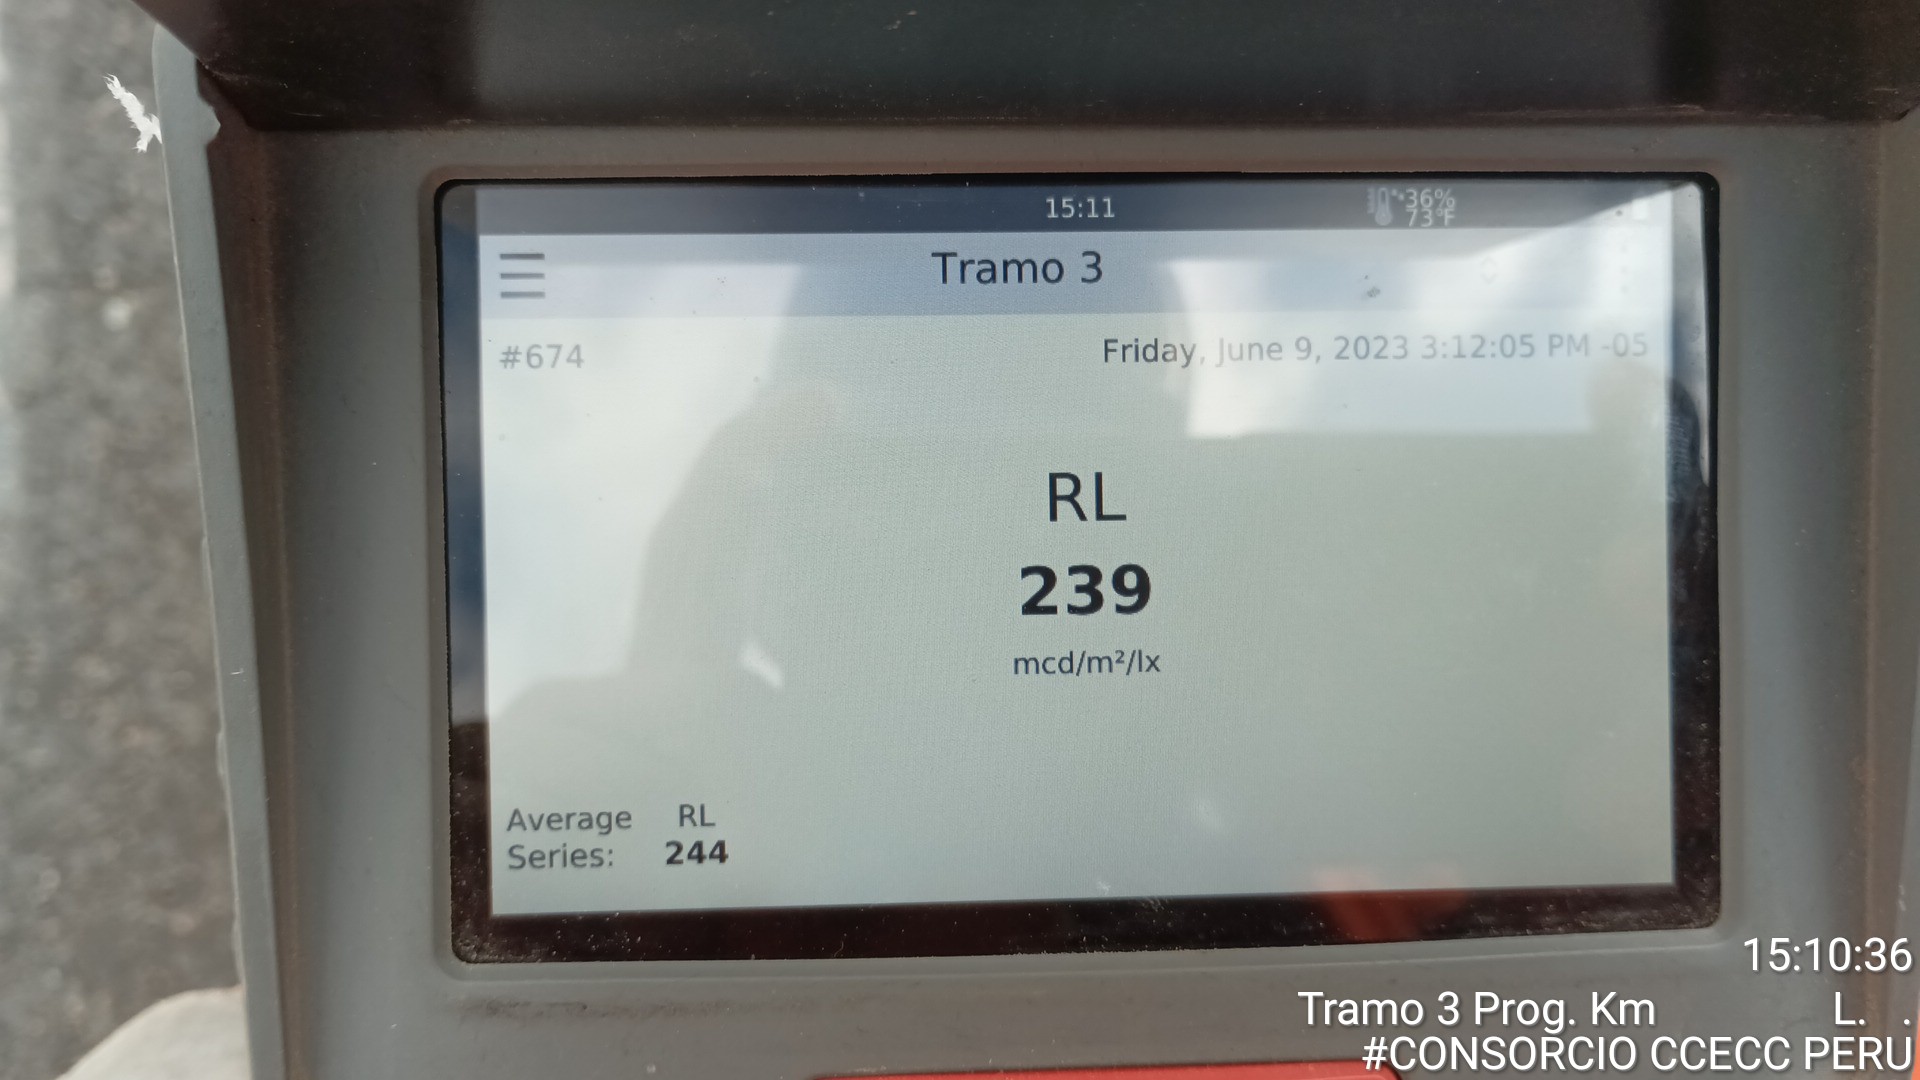 15:11
36%
73°F
Tramo 3
#674
Friday, June 9, 2023 3:12:05 PM -05
RL
239
mcd/m²/lx
Average RL
Series: 244
15:10:36
Tramo 3 Prog. Km L. .
#CONSORCIO CCECC PERU